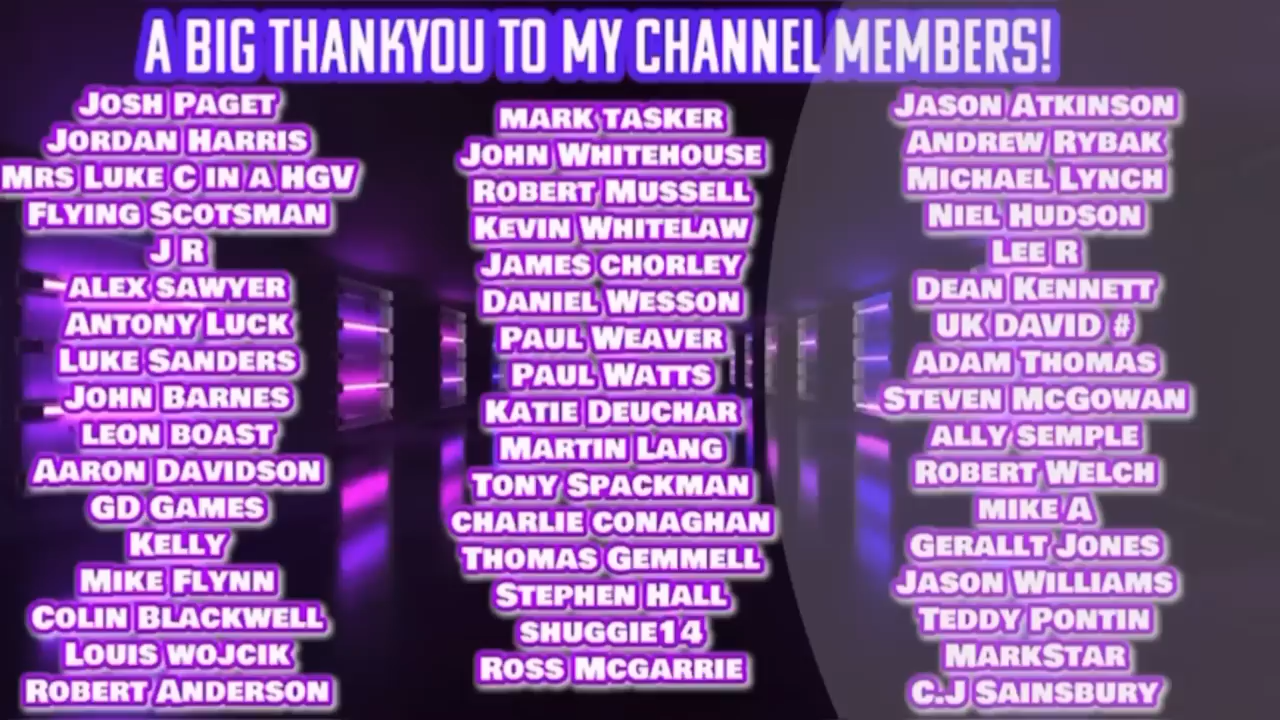 A BIG THANKYOU TO MY CHANNEL MEMBERS!
JOSH PAGET
JORDAN HARRIS
MRS LUKE C IN A HGV
FLYING SCOTSMAN
J R
ALEX SAWYER
ANTONY LUCK
LUKE SANDERS
JOHN BARNES
LEON BOAST
AARON DAVIDSON
GD GAMES
KELLY
MIKE FLYNN
COLIN BLACKWELL
LOUIS WOJCIK
ROBERT ANDERSON
MARK TASKER
JOHN WHITEHOUSE
ROBERT MUSSELL
KEVIN WHITELAW
JAMES CHORLEY
DANIEL WESSON
PAUL WEAVER
PAUL WATTS
KATIE DEUCHAR
MARTIN LANG
TONY SPACKMAN
CHARLIE CONAGHAN
THOMAS GEMMELL
STEPHEN HALL
SHUGGIE14
ROSS MCGARRIE
JASON ATKINSON
ANDREW RYBAK
MICHAEL LYNCH
NIEL HUDSON
LEE R
DEAN KENNETT
UK DAVID #
ADAM THOMAS
STEVEN MCGOWAN
ALLY SEMPLE
ROBERT WELCH
MIKE A
GERALLT JONES
JASON WILLIAMS
TEDDY PONTIN
MARKSTAR
C.J SAINSBURY